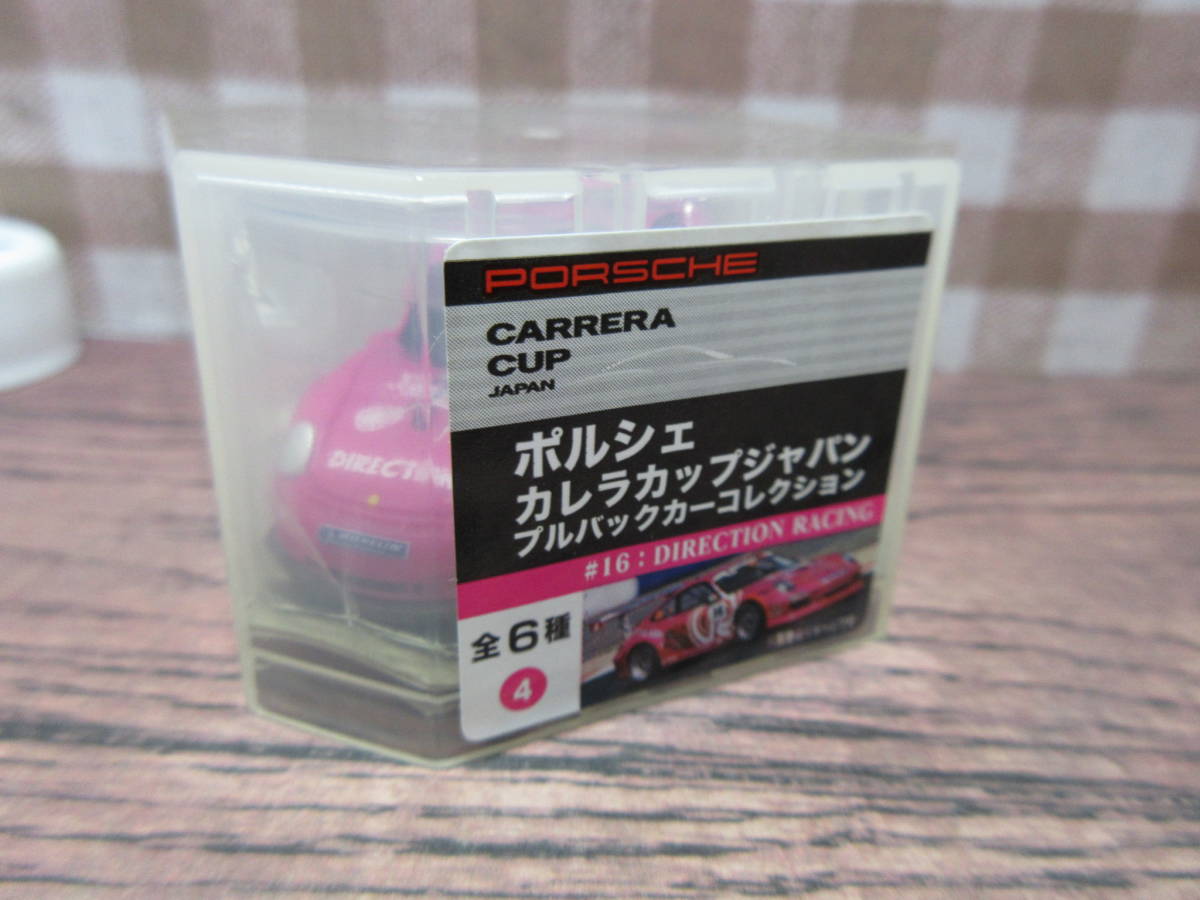 PORSCHE
CARRERA
CUP
JAPAN
ポルシェ
カレラカップジャパン
プルバックカーコレクション
#16 : DIRECTION RACING
全6種
4
DIRECTION
MICHELIN